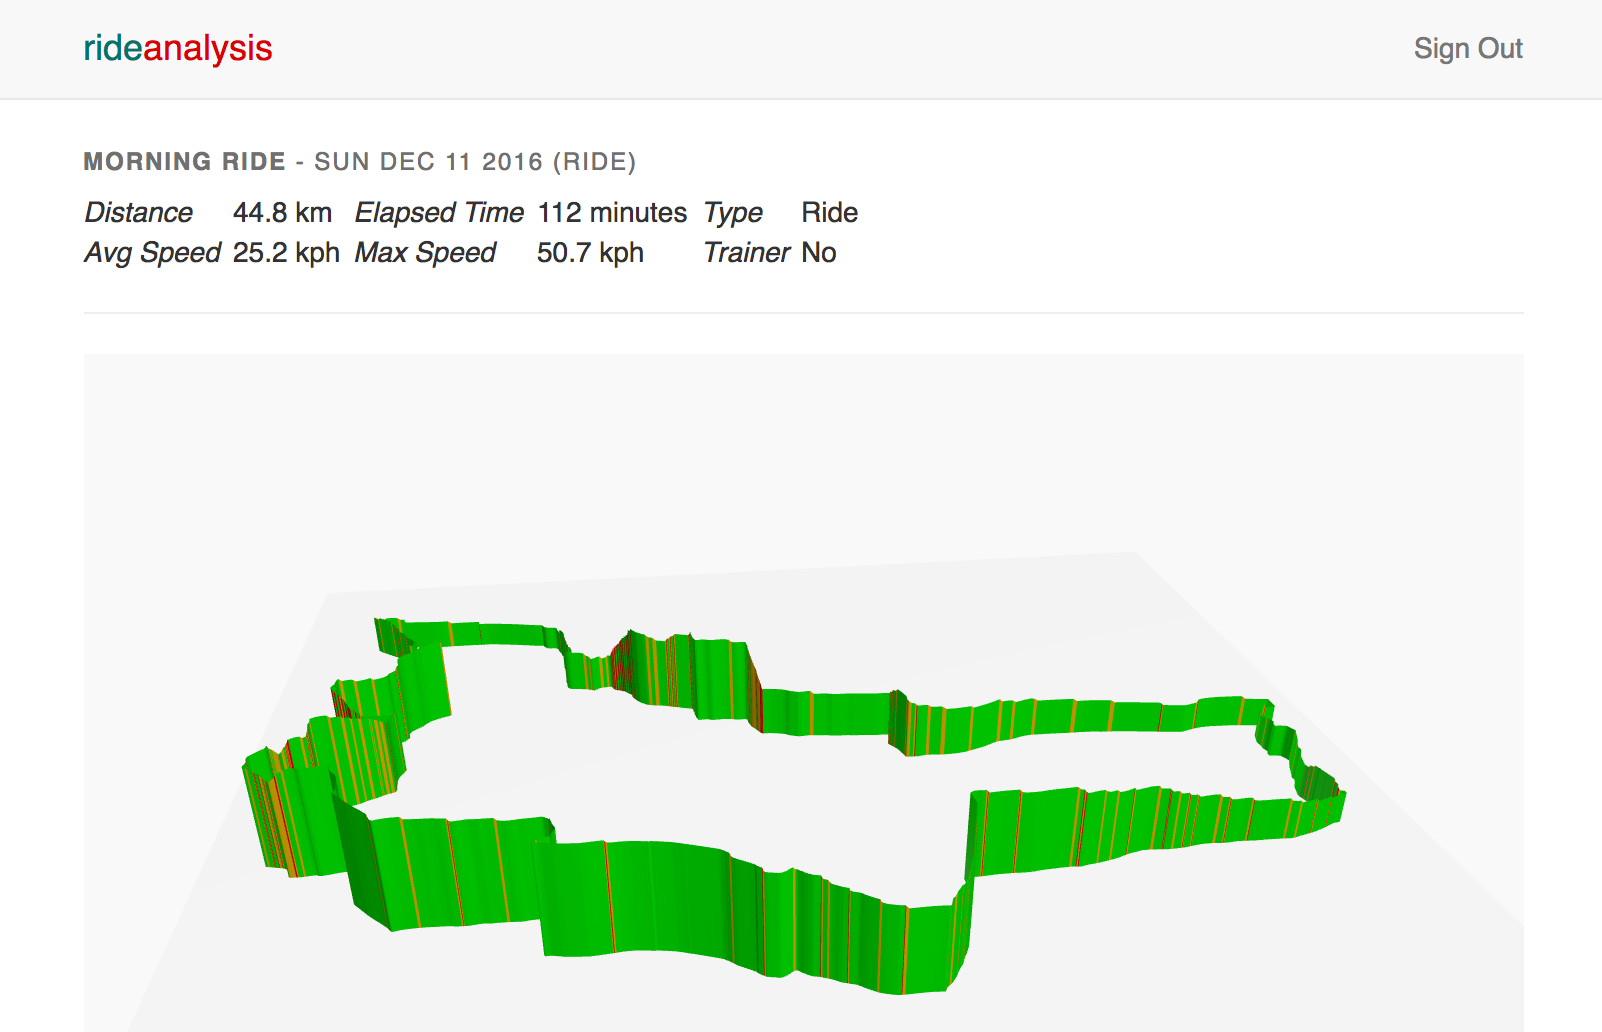 rideanalysis
Sign Out
MORNING RIDE - SUN DEC 11 2016 (RIDE)
Distance 44.8 km Elapsed Time 112 minutes Type Ride
Avg Speed 25.2 kph Max Speed 50.7 kph Trainer No